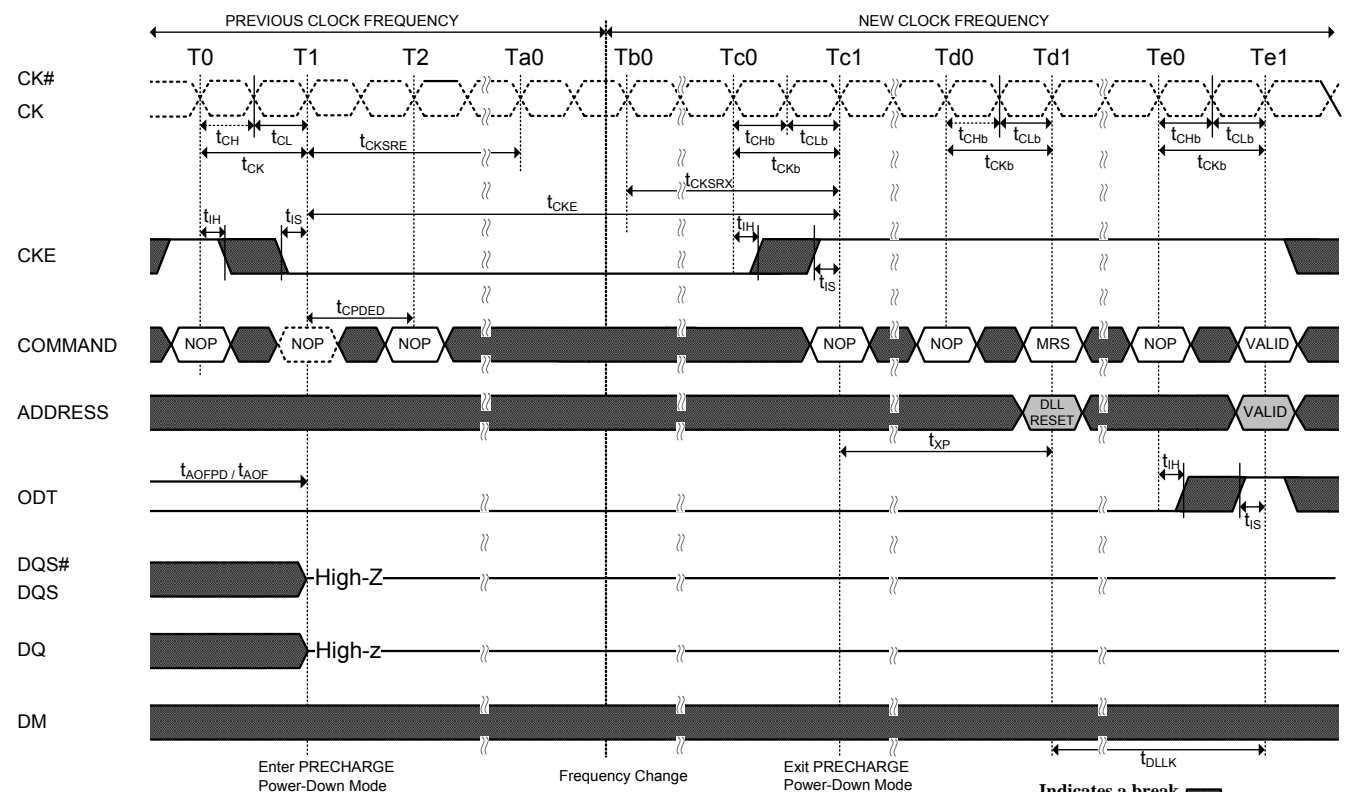 PREVIOUS CLOCK FREQUENCY NEW CLOCK FREQUENCY
T0 T1 T2 Ta0 Tb0 Tc0 Tc1 Td0 Td1 Te0 Te1
CK#
CK
tCH tCL tCHb tCLb tCHb tCLb tCHb tCLb
tCK tCKSRE tCKb tCKb tCKb
tCKSRX
tCKE
tIH tIS tIH
CKE
tIS
tCPDED
COMMAND NOP NOP NOP NOP NOP MRS NOP VALID
ADDRESS DLL RESET VALID
tXP
tAOFPD / tAOF tIH
ODT
tIS
DQS#
DQS
High-Z
DQ High-z
DM
tDLLK
Enter PRECHARGE
Power-Down Mode
Frequency Change
Exit PRECHARGE
Power-Down Mode
Indicates a break